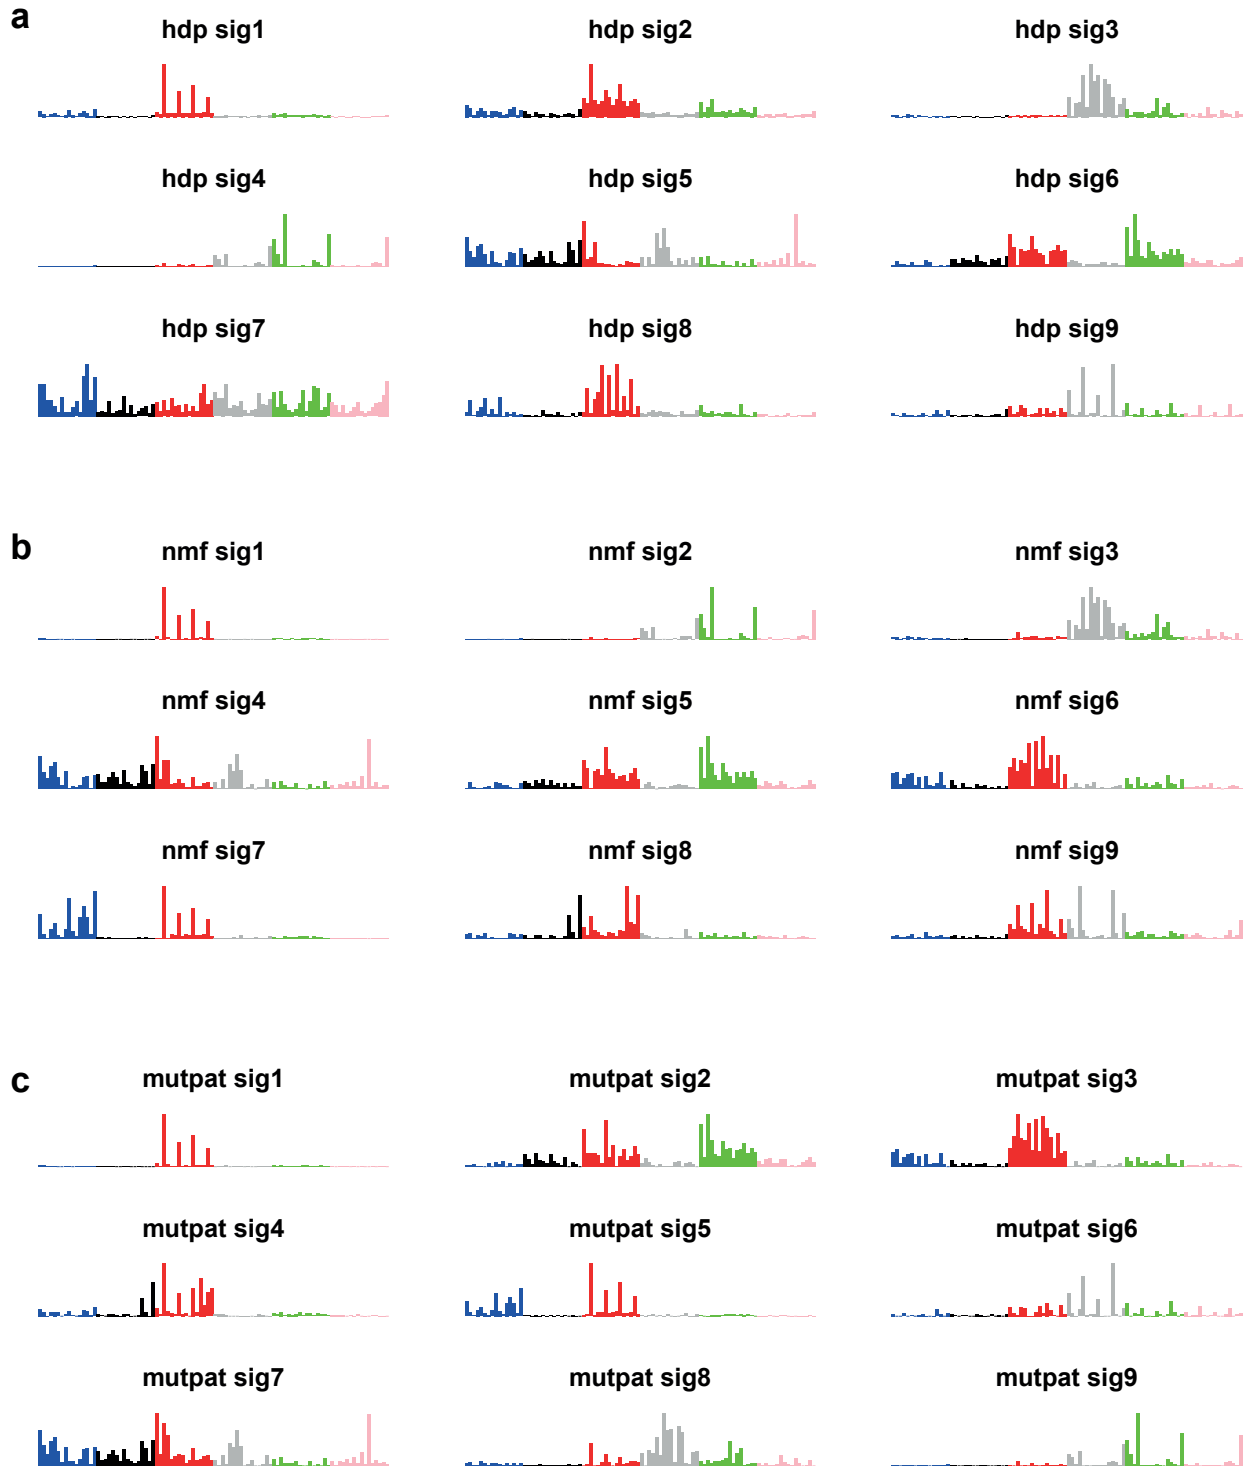 a
hdp sig1 hdp sig2 hdp sig3
hdp sig4 hdp sig5 hdp sig6
hdp sig7 hdp sig8 hdp sig9
b
nmf sig1 nmf sig2 nmf sig3
nmf sig4 nmf sig5 nmf sig6
nmf sig7 nmf sig8 nmf sig9
c
mutpat sig1 mutpat sig2 mutpat sig3
mutpat sig4 mutpat sig5 mutpat sig6
mutpat sig7 mutpat sig8 mutpat sig9